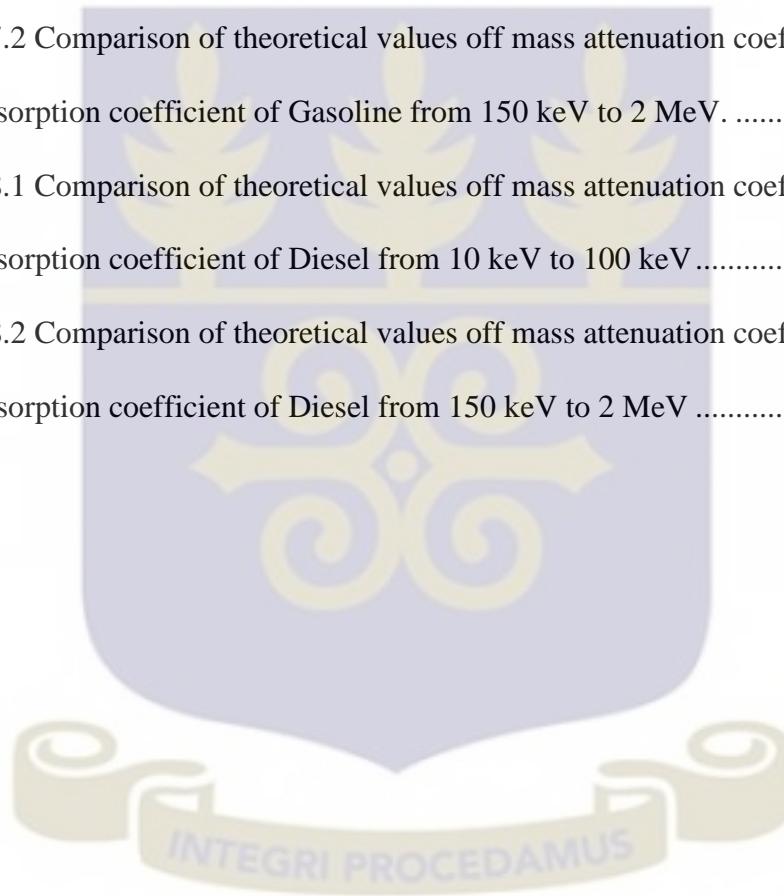 .2 Comparison of theoretical values off mass attenuation coef
sorption coefficient of Gasoline from 150 keV to 2 MeV. .......
.1 Comparison of theoretical values off mass attenuation coef
sorption coefficient of Diesel from 10 keV to 100 keV ...........
.2 Comparison of theoretical values off mass attenuation coef
sorption coefficient of Diesel from 150 keV to 2 MeV ...........
INTEGRI PROCEDAMUS